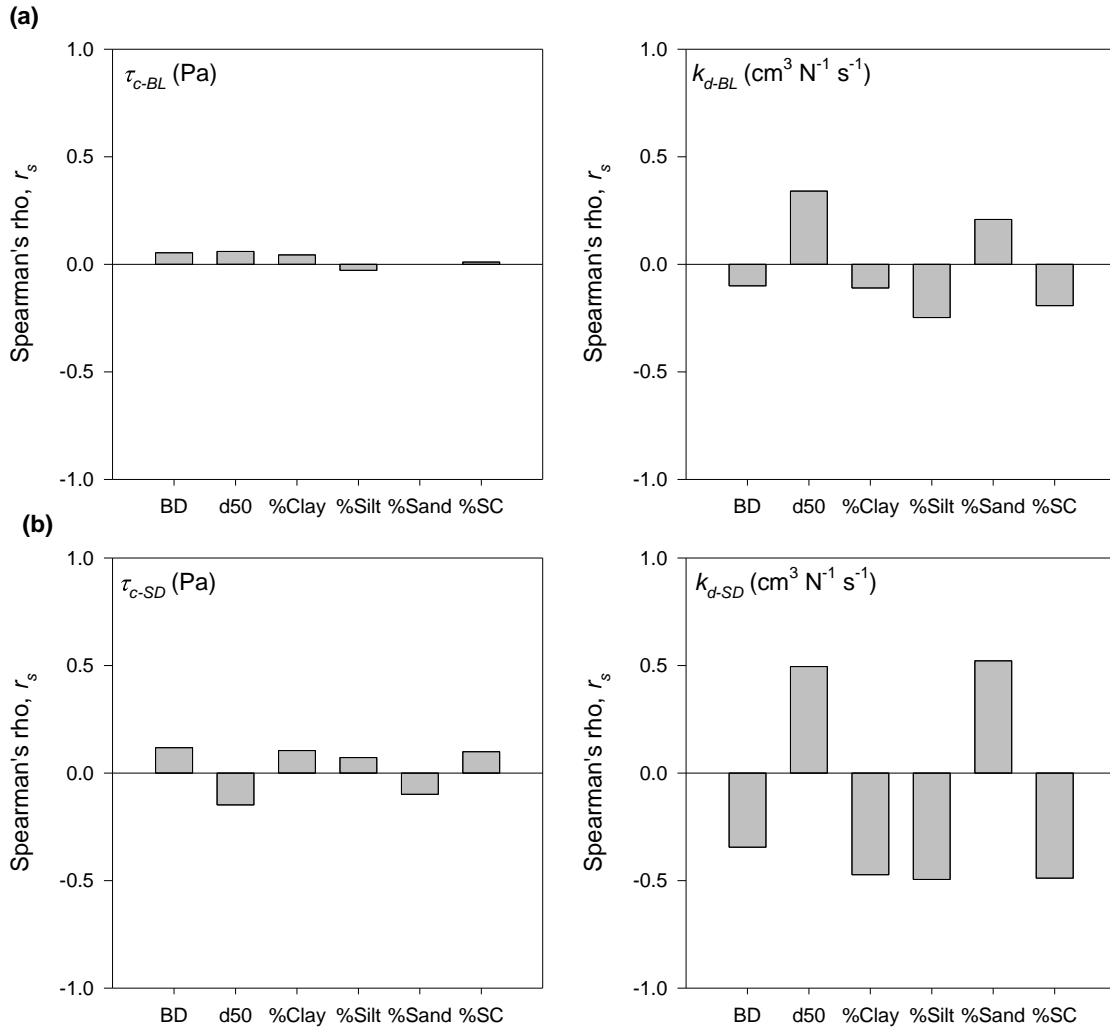 (a)
τc-BL (Pa)
1.0
0.5
0.0
-0.5
-1.0
Spearman's rho, rs
BD d50 %Clay %Silt %Sand %SC
kd-BL (cm³ N⁻¹ s⁻¹)
1.0
0.5
0.0
-0.5
-1.0
Spearman's rho, rs
BD d50 %Clay %Silt %Sand %SC
(b)
τc-SD (Pa)
1.0
0.5
0.0
-0.5
-1.0
Spearman's rho, rs
BD d50 %Clay %Silt %Sand %SC
kd-SD (cm³ N⁻¹ s⁻¹)
1.0
0.5
0.0
-0.5
-1.0
Spearman's rho, rs
BD d50 %Clay %Silt %Sand %SC